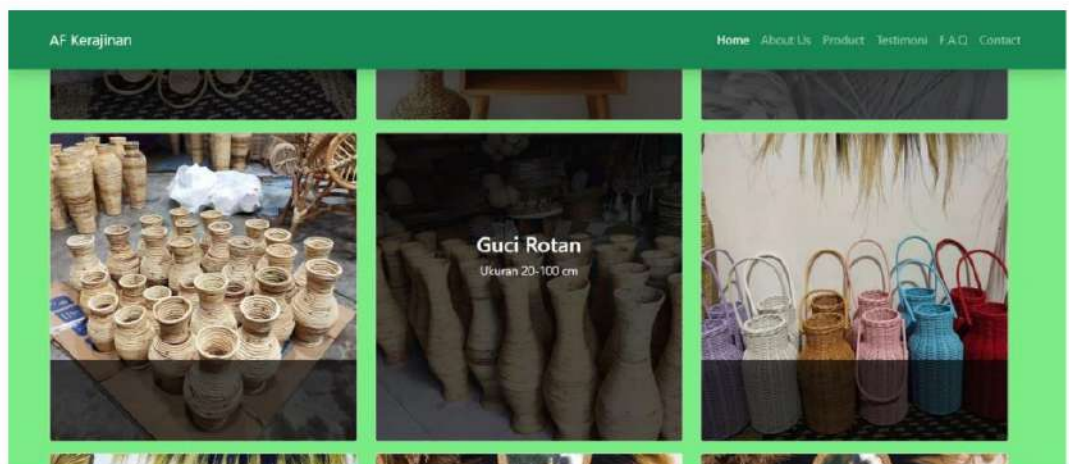 AF Kerajinan
Home About Us Product Testimoni F.A.Q Contact
Guci Rotan
Ukuran 20-100 cm